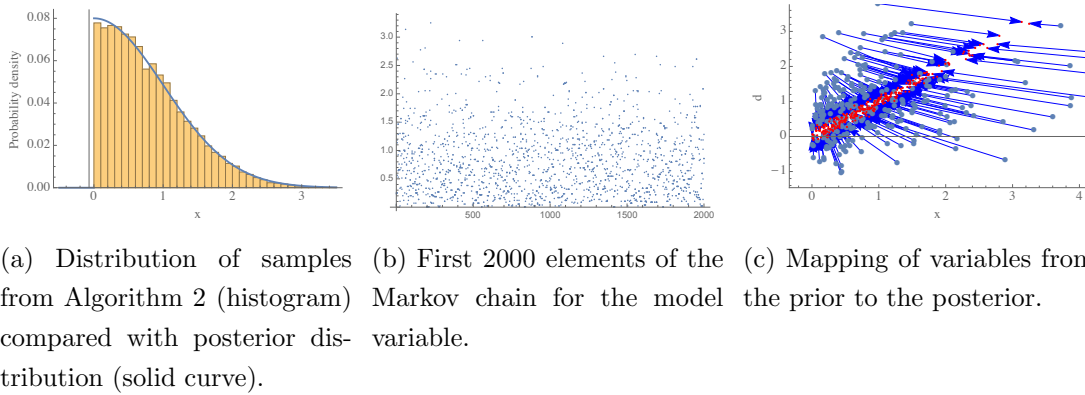 0.08
0.06
0.04
0.02
0.00
Probability density
0
1
2
3
x
3.0
2.5
2.0
1.5
1.0
0.5
500
1000
1500
2000
3
2
1
0
−1
d
0
1
2
3
4
x
(a) Distribution of samples
from Algorithm 2 (histogram)
compared with posterior dis-
tribution (solid curve).
(b) First 2000 elements of the
Markov chain for the model
variable.
(c) Mapping of variables from
the prior to the posterior.